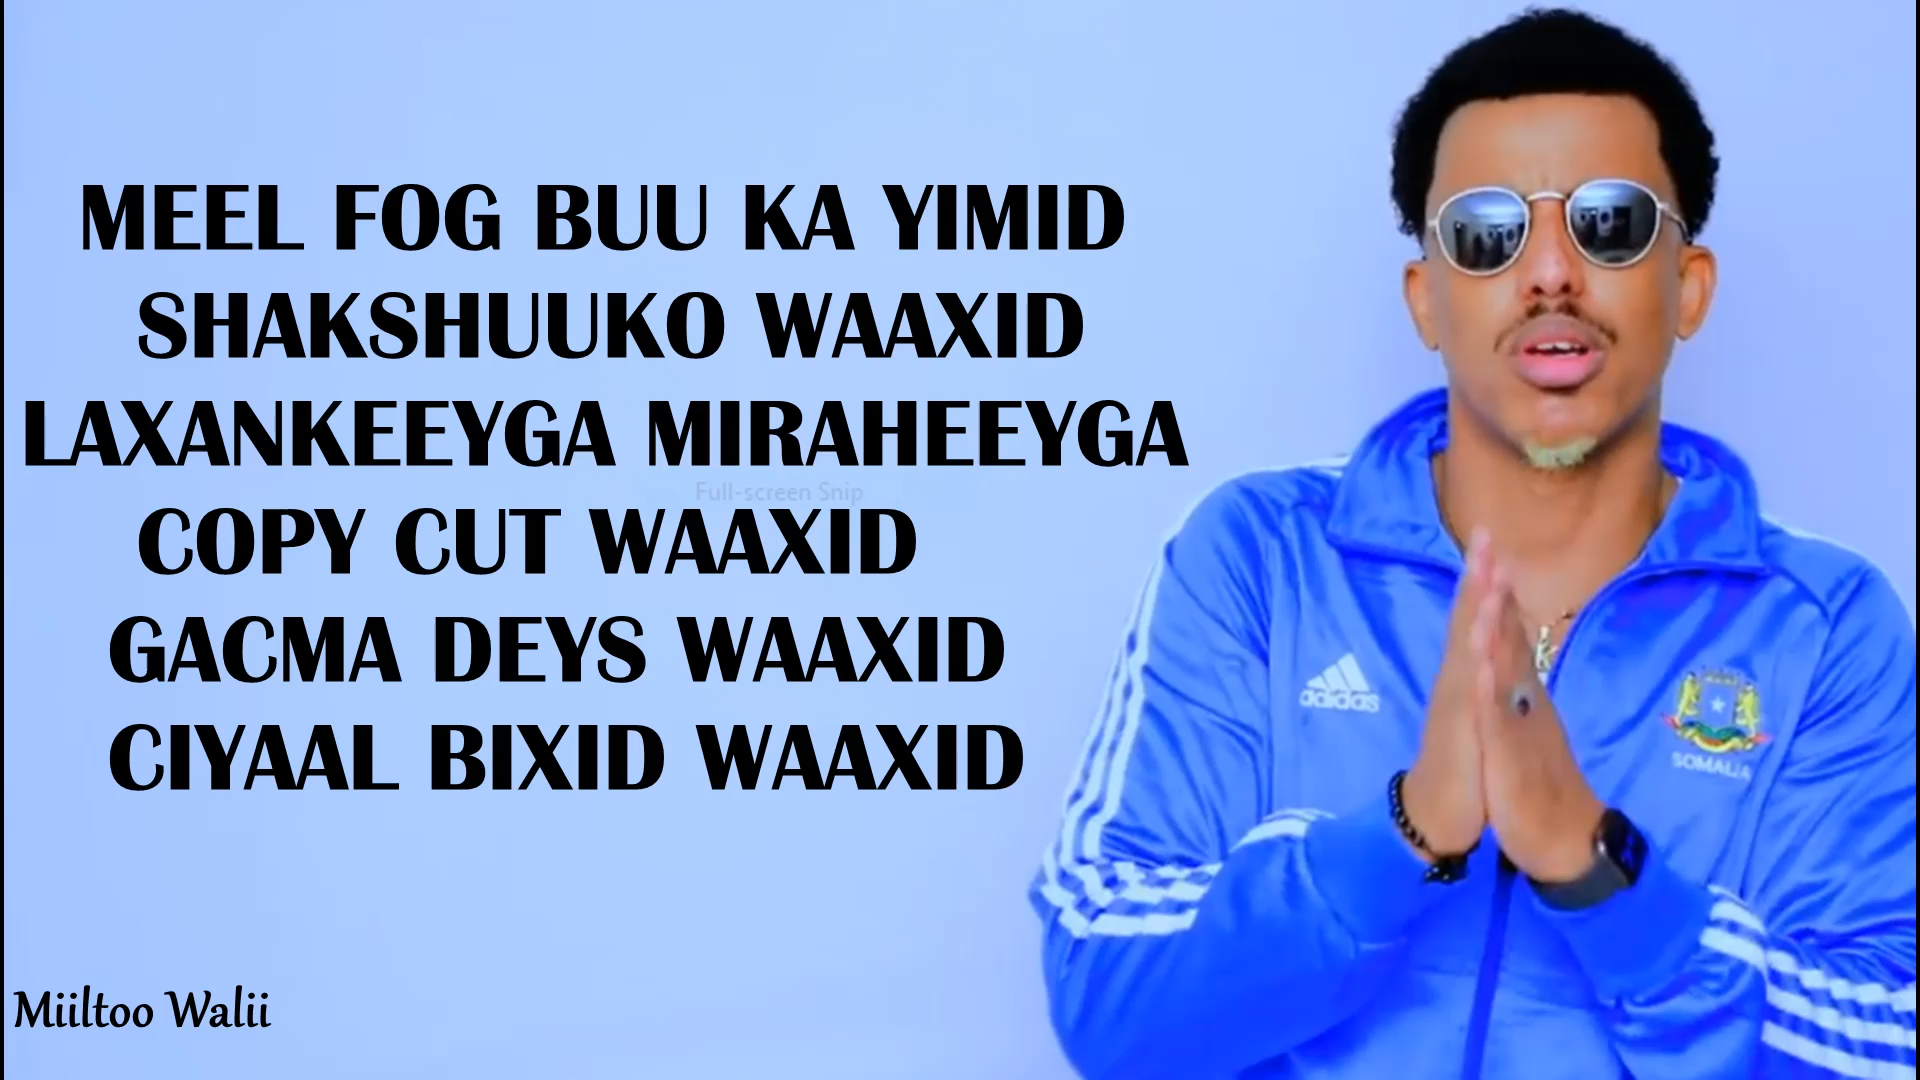 MEEL FOG BUU KA YIMID
SHAKSHUUKO WAAXID
LAXANKEEYGA MIRAHEEYGA
Full-screen Snip
COPY CUT WAAXID
GACMA DEYS WAAXID
CIYAAL BIXID WAAXID
adidas
SOMALIA
Miiltoo Walii